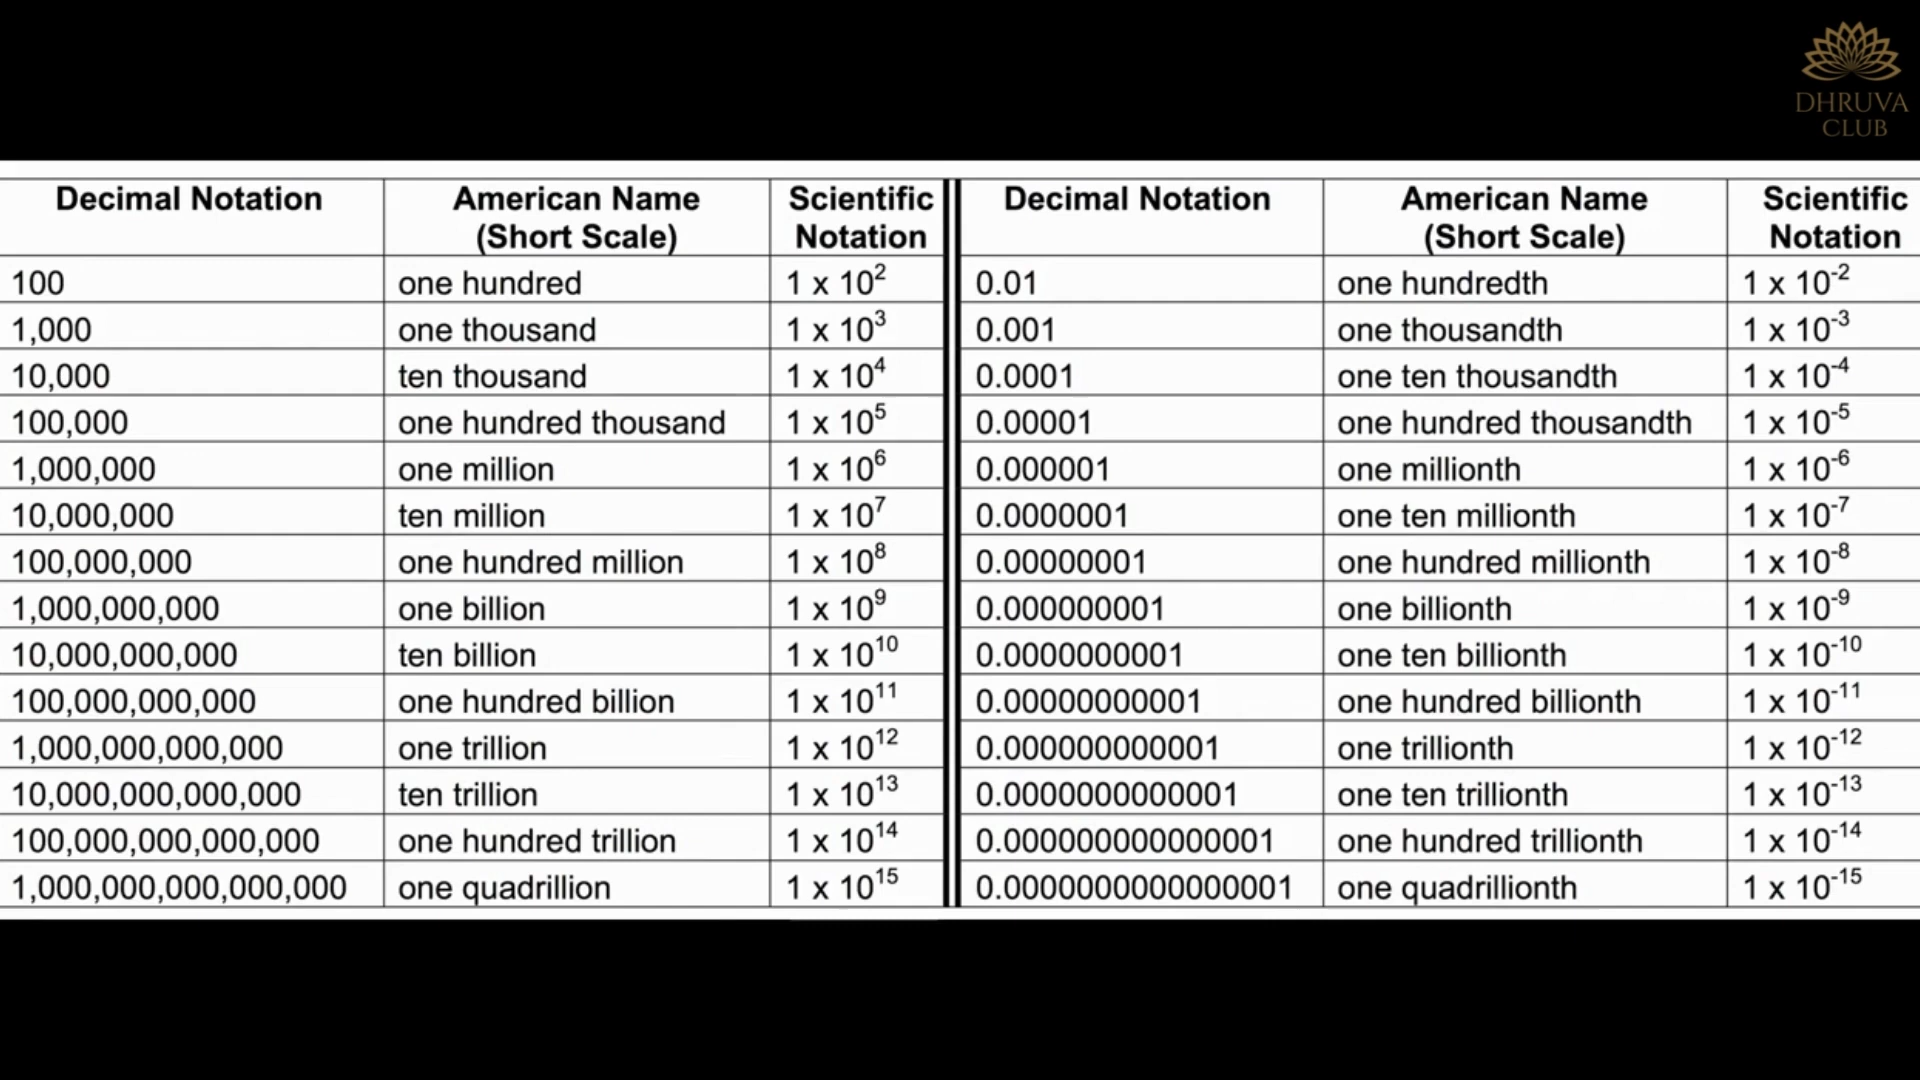 DHRUVA
CLUB
Decimal Notation American Name Scientific Decimal Notation American Name Scientific
(Short Scale) Notation (Short Scale) Notation
100 one hundred 1 x 10² 0.01 one hundredth 1 x 10⁻²
1,000 one thousand 1 x 10³ 0.001 one thousandth 1 x 10⁻³
10,000 ten thousand 1 x 10⁴ 0.0001 one ten thousandth 1 x 10⁻⁴
100,000 one hundred thousand 1 x 10⁵ 0.00001 one hundred thousandth 1 x 10⁻⁵
1,000,000 one million 1 x 10⁶ 0.000001 one millionth 1 x 10⁻⁶
10,000,000 ten million 1 x 10⁷ 0.0000001 one ten millionth 1 x 10⁻⁷
100,000,000 one hundred million 1 x 10⁸ 0.00000001 one hundred millionth 1 x 10⁻⁸
1,000,000,000 one billion 1 x 10⁹ 0.000000001 one billionth 1 x 10⁻⁹
10,000,000,000 ten billion 1 x 10¹⁰ 0.0000000001 one ten billionth 1 x 10⁻¹⁰
100,000,000,000 one hundred billion 1 x 10¹¹ 0.00000000001 one hundred billionth 1 x 10⁻¹¹
1,000,000,000,000 one trillion 1 x 10¹² 0.000000000001 one trillionth 1 x 10⁻¹²
10,000,000,000,000 ten trillion 1 x 10¹³ 0.0000000000001 one ten trillionth 1 x 10⁻¹³
100,000,000,000,000 one hundred trillion 1 x 10¹⁴ 0.000000000000001 one hundred trillionth 1 x 10⁻¹⁴
1,000,000,000,000,000 one quadrillion 1 x 10¹⁵ 0.0000000000000001 one quadrillionth 1 x 10⁻¹⁵